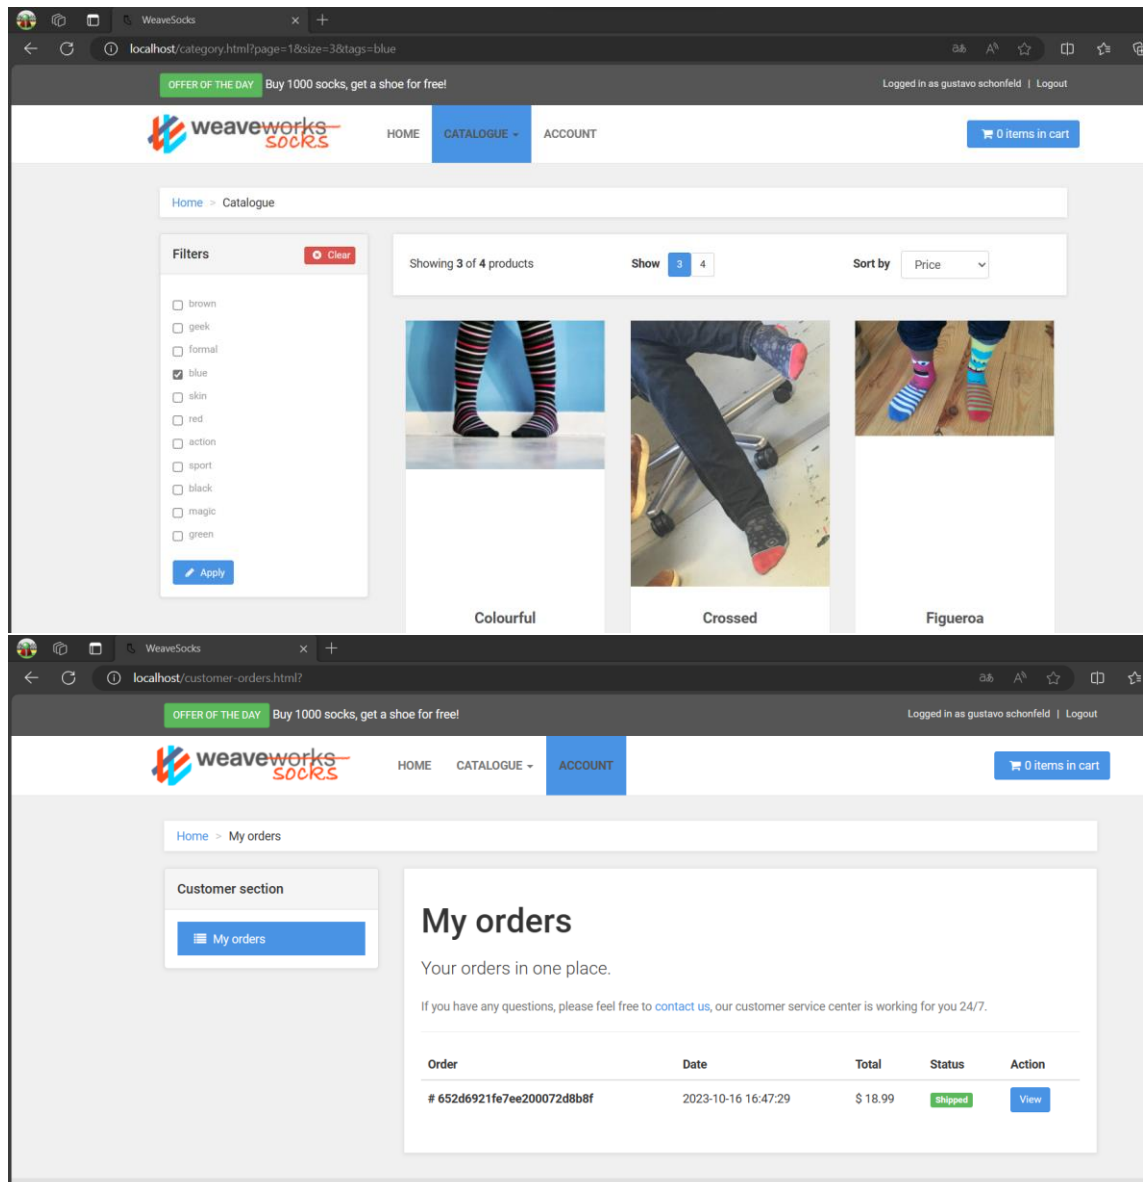 WeaveSocks
localhost/category.html?page=1&size=3&tags=blue
OFFER OF THE DAY Buy 1000 socks, get a shoe for free!
Logged in as gustavo schonfeld | Logout
weaveworks
socks
HOME CATALOGUE ACCOUNT
0 items in cart
Home > Catalogue
Filters
Clear
brown
geek
formal
blue
skin
red
action
sport
black
magic
green
Apply
Showing 3 of 4 products
Show 3 4
Sort by Price
Colourful
Crossed
Figueroa
WeaveSocks
localhost/customer-orders.html?
OFFER OF THE DAY Buy 1000 socks, get a shoe for free!
Logged in as gustavo schonfeld | Logout
weaveworks
socks
HOME CATALOGUE ACCOUNT
0 items in cart
Home > My orders
Customer section
My orders
My orders
Your orders in one place.
If you have any questions, please feel free to contact us, our customer service center is working for you 24/7.
Order Date Total Status Action
# 652d6921fe7ee200072d8b8f 2023-10-16 16:47:29 $ 18.99 Shipped View